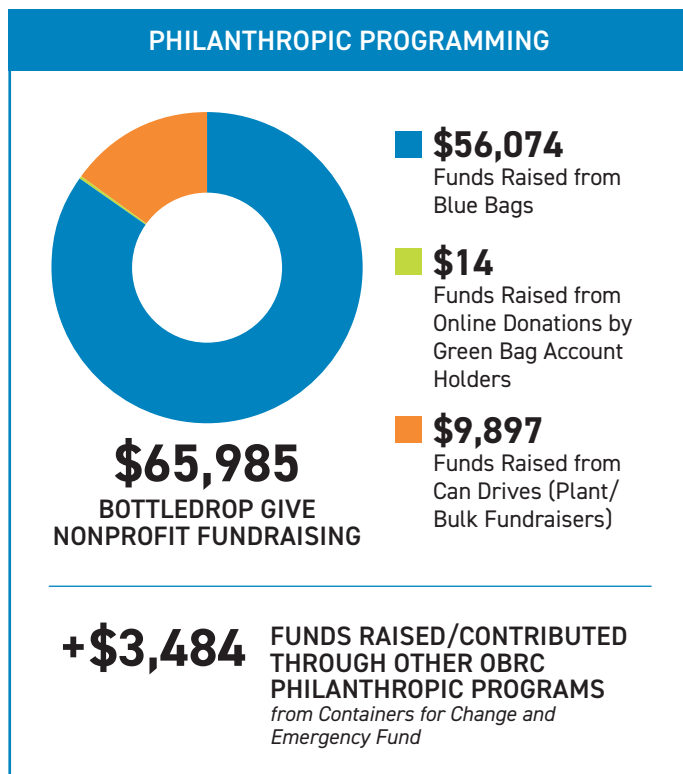 PHILANTHROPIC PROGRAMMING
$56,074
Funds Raised from
Blue Bags
$14
Funds Raised from
Online Donations by
Green Bag Account
Holders
$9,897
Funds Raised from
Can Drives (Plant/
Bulk Fundraisers)
$65,985
BOTTLEDROP GIVE
NONPROFIT FUNDRAISING
+$3,484
FUNDS RAISED/CONTRIBUTED
THROUGH OTHER OBRC
PHILANTHROPIC PROGRAMS
from Containers for Change and
Emergency Fund